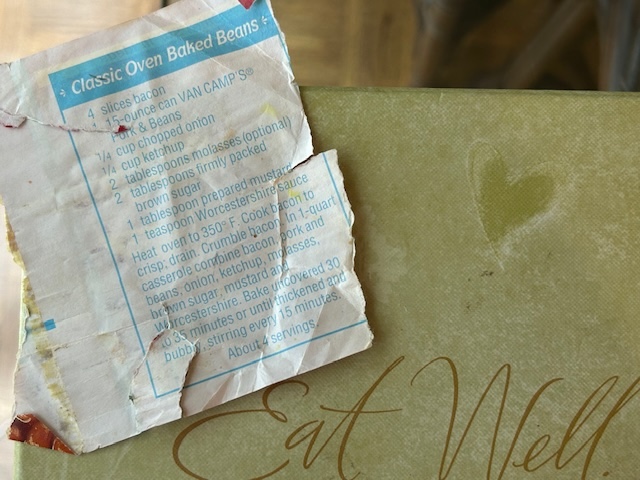 Classic Oven Baked Beans
4 slices bacon
1 15-ounce can VAN CAMP'S®
Pork & Beans
1/4 cup chopped onion
1/4 cup ketchup
2 tablespoons molasses (optional)
2 tablespoons firmly packed
brown sugar
1 tablespoon prepared mustard
1 teaspoon Worcestershire sauce
Heat oven to 350° F. Cook bacon to
crisp; drain. Crumble bacon. In 1-quart
casserole combine bacon, pork and
beans, onion, ketchup, molasses,
brown sugar, mustard and
Worcestershire. Bake uncovered 30
to 35 minutes or until thickened and
bubbly, stirring every 15 minutes.
About 4 servings.
Eat Well.